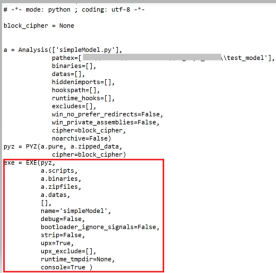 # -*- mode: python ; coding: utf-8 -*-
block_cipher = None
a = Analysis(['simpleModel.py'],
pathex=[ \\test_model'],
binaries=[],
datas=[],
hiddenimports=[],
hookspath=[],
runtime_hooks=[],
excludes=[],
win_no_prefer_redirects=False,
win_private_assemblies=False,
cipher=block_cipher,
noarchive=False)
pyz = PYZ(a.pure, a.zipped_data,
cipher=block_cipher)
exe = EXE(pyz,
a.scripts,
a.binaries,
a.zipfiles,
a.datas,
[],
name='simpleModel',
debug=False,
bootloader_ignore_signals=False,
strip=False,
upx=True,
upx_exclude=[],
runtime_tmpdir=None,
console=True )